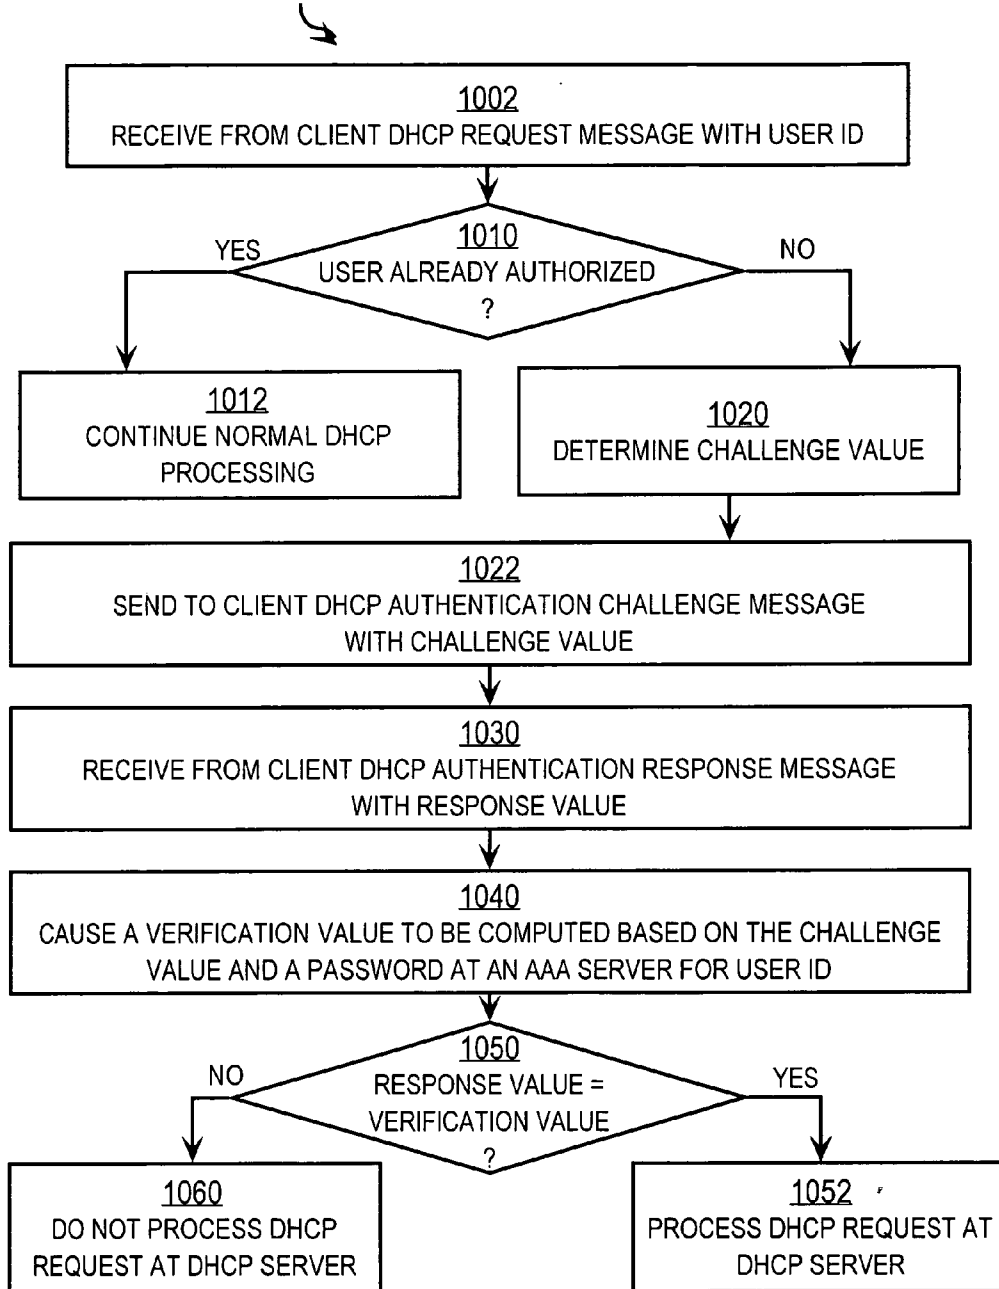 1002
RECEIVE FROM CLIENT DHCP REQUEST MESSAGE WITH USER ID
1010
USER ALREADY AUTHORIZED
?
YES
NO
1012
CONTINUE NORMAL DHCP
PROCESSING
1020
DETERMINE CHALLENGE VALUE
1022
SEND TO CLIENT DHCP AUTHENTICATION CHALLENGE MESSAGE
WITH CHALLENGE VALUE
1030
RECEIVE FROM CLIENT DHCP AUTHENTICATION RESPONSE MESSAGE
WITH RESPONSE VALUE
1040
CAUSE A VERIFICATION VALUE TO BE COMPUTED BASED ON THE CHALLENGE
VALUE AND A PASSWORD AT AN AAA SERVER FOR USER ID
1050
RESPONSE VALUE =
VERIFICATION VALUE
?
NO
YES
1060
DO NOT PROCESS DHCP
REQUEST AT DHCP SERVER
1052
PROCESS DHCP REQUEST AT
DHCP SERVER